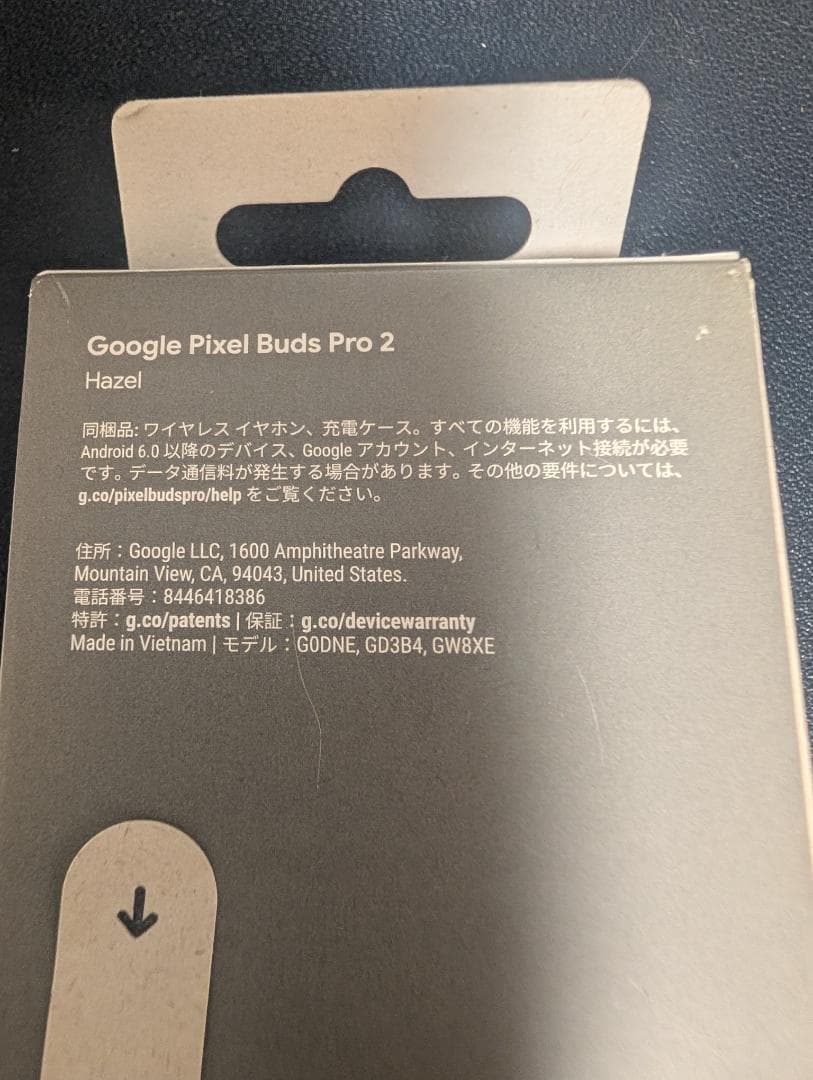 Google Pixel Buds Pro 2
Hazel
同梱品: ワイヤレス イヤホン、充電ケース。すべての機能を利用するには、
Android 6.0 以降のデバイス、Google アカウント、インターネット接続が必要
です。データ通信料が発生する場合があります。その他の要件については、
g.co/pixelbudspro/help をご覧ください。
住所：Google LLC, 1600 Amphitheatre Parkway,
Mountain View, CA, 94043, United States.
電話番号：8446418386
特許：g.co/patents | 保証：g.co/devicewarranty
Made in Vietnam | モデル：G0DNE, GD3B4, GW8XE